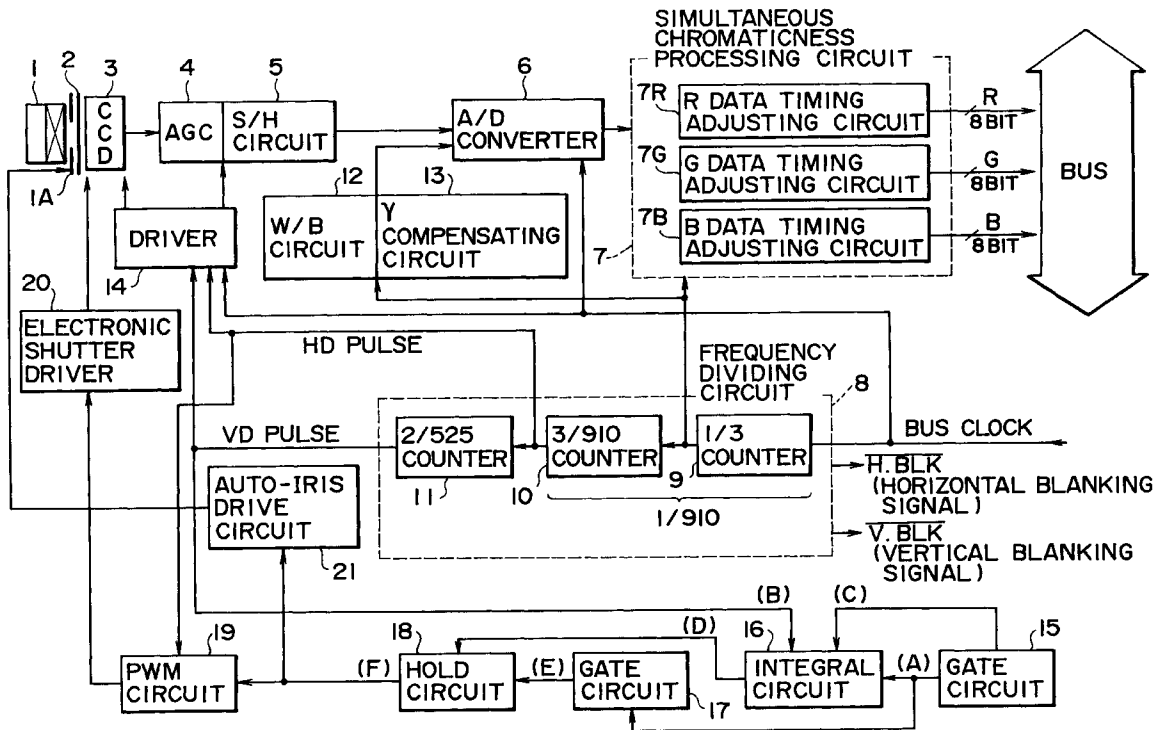 SIMULTANEOUS
CHROMATICNESS
PROCESSING CIRCUIT
1
2
3
4
5
6
CCD
AGC
S/H
CIRCUIT
A/D
CONVERTER
7R
R DATA TIMING
ADJUSTING CIRCUIT
R
8BIT
7G
G DATA TIMING
ADJUSTING CIRCUIT
G
8BIT
7B
B DATA TIMING
ADJUSTING CIRCUIT
B
8BIT
7
BUS
1A
12
13
DRIVER
14
W/B
CIRCUIT
γ
COMPENSATING
CIRCUIT
20
ELECTRONIC
SHUTTER
DRIVER
HD PULSE
FREQUENCY
DIVIDING
CIRCUIT
8
VD PULSE
2/525
COUNTER
3/910
COUNTER
1/3
COUNTER
BUS CLOCK
11
10
9
1/910
H.BLK
(HORIZONTAL BLANKING
SIGNAL)
V.BLK
(VERTICAL BLANKING
SIGNAL)
AUTO-IRIS
DRIVE
CIRCUIT
21
(B)
(C)
19
18
(D)
16
15
PWM
CIRCUIT
(F)
HOLD
CIRCUIT
(E)
GATE
CIRCUIT
17
INTEGRAL
CIRCUIT
(A)
GATE
CIRCUIT